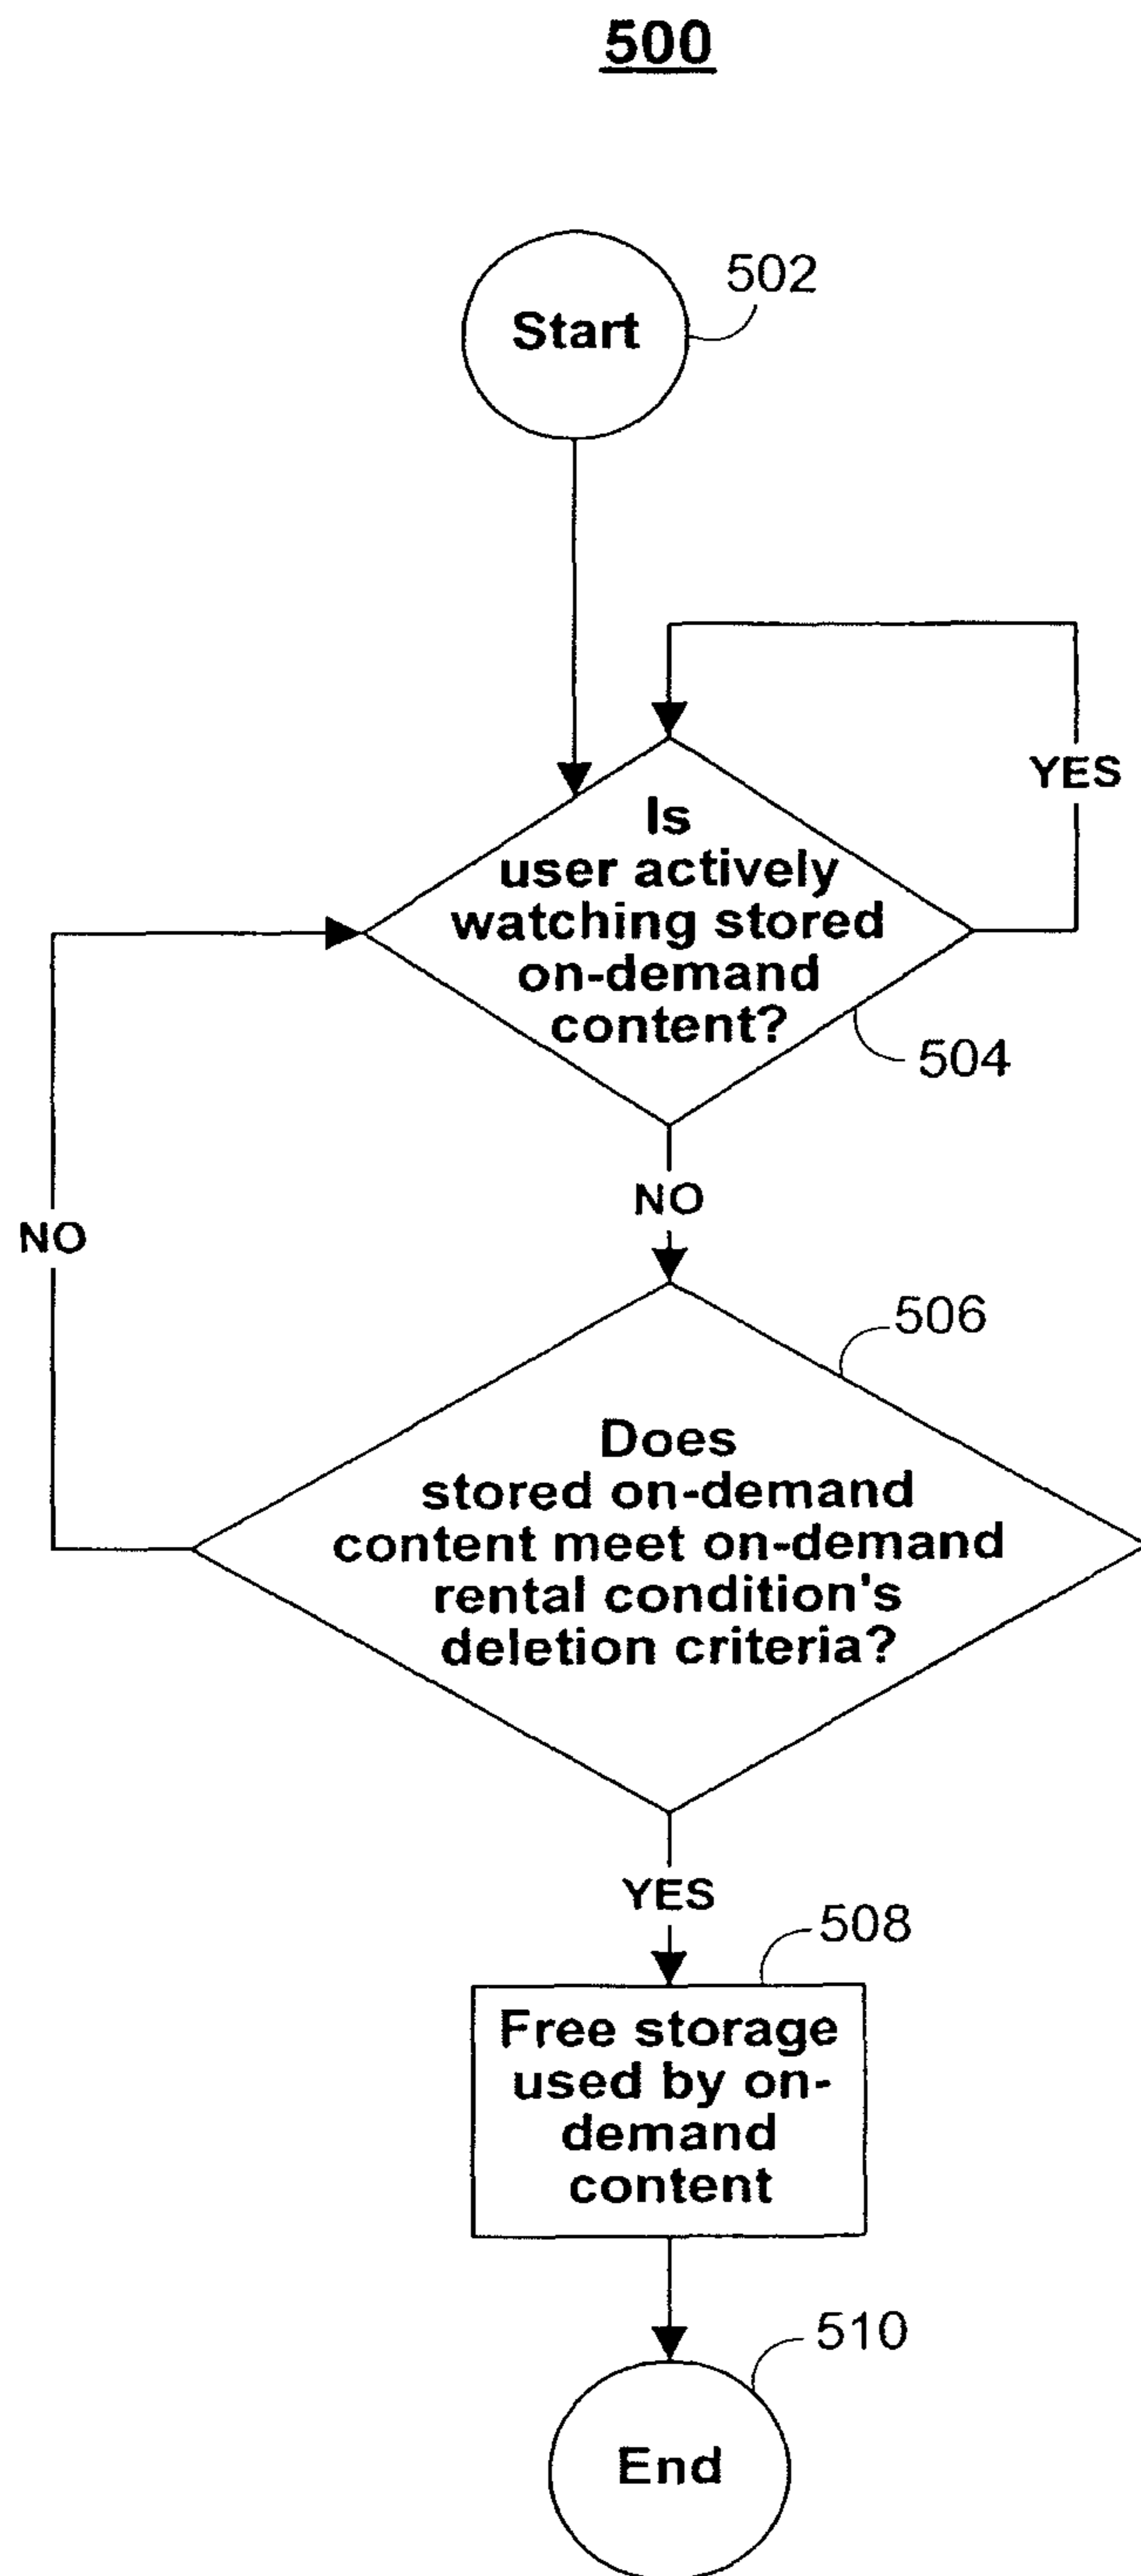 500
Start
502
YES
Is
user actively
watching stored
on-demand
content?
504
NO
NO
506
Does
stored on-demand
content meet on-demand
rental condition's
deletion criteria?
YES
508
Free storage
used by on-
demand
content
510
End